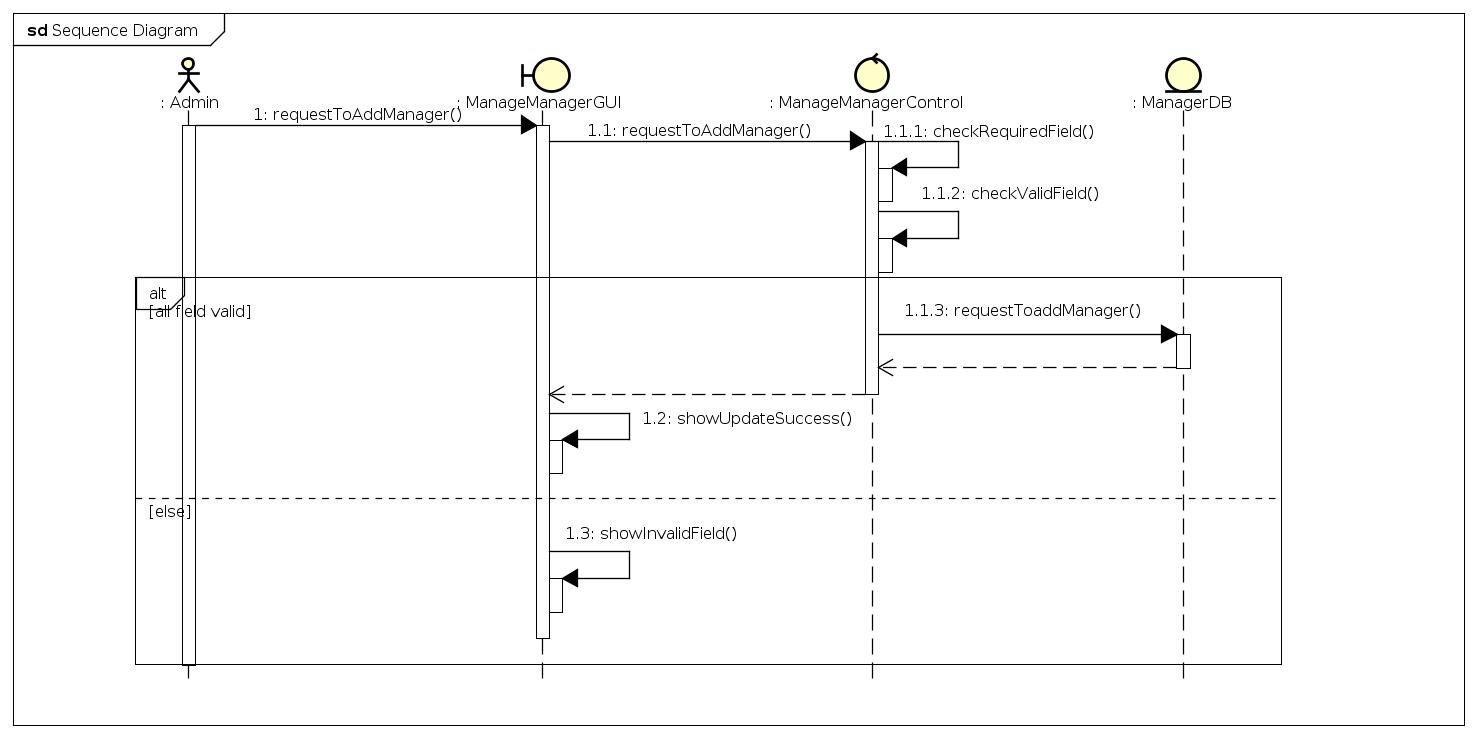 sd Sequence Diagram
: Admin
: ManageManagerGUI
: ManageManagerControl
: ManagerDB
1: requestToAddManager()
1.1: requestToAddManager()
1.1.1: checkRequiredField()
1.1.2: checkValidField()
alt
[all field valid]
1.1.3: requestToaddManager()
1.2: showUpdateSuccess()
[else]
1.3: showInvalidField()